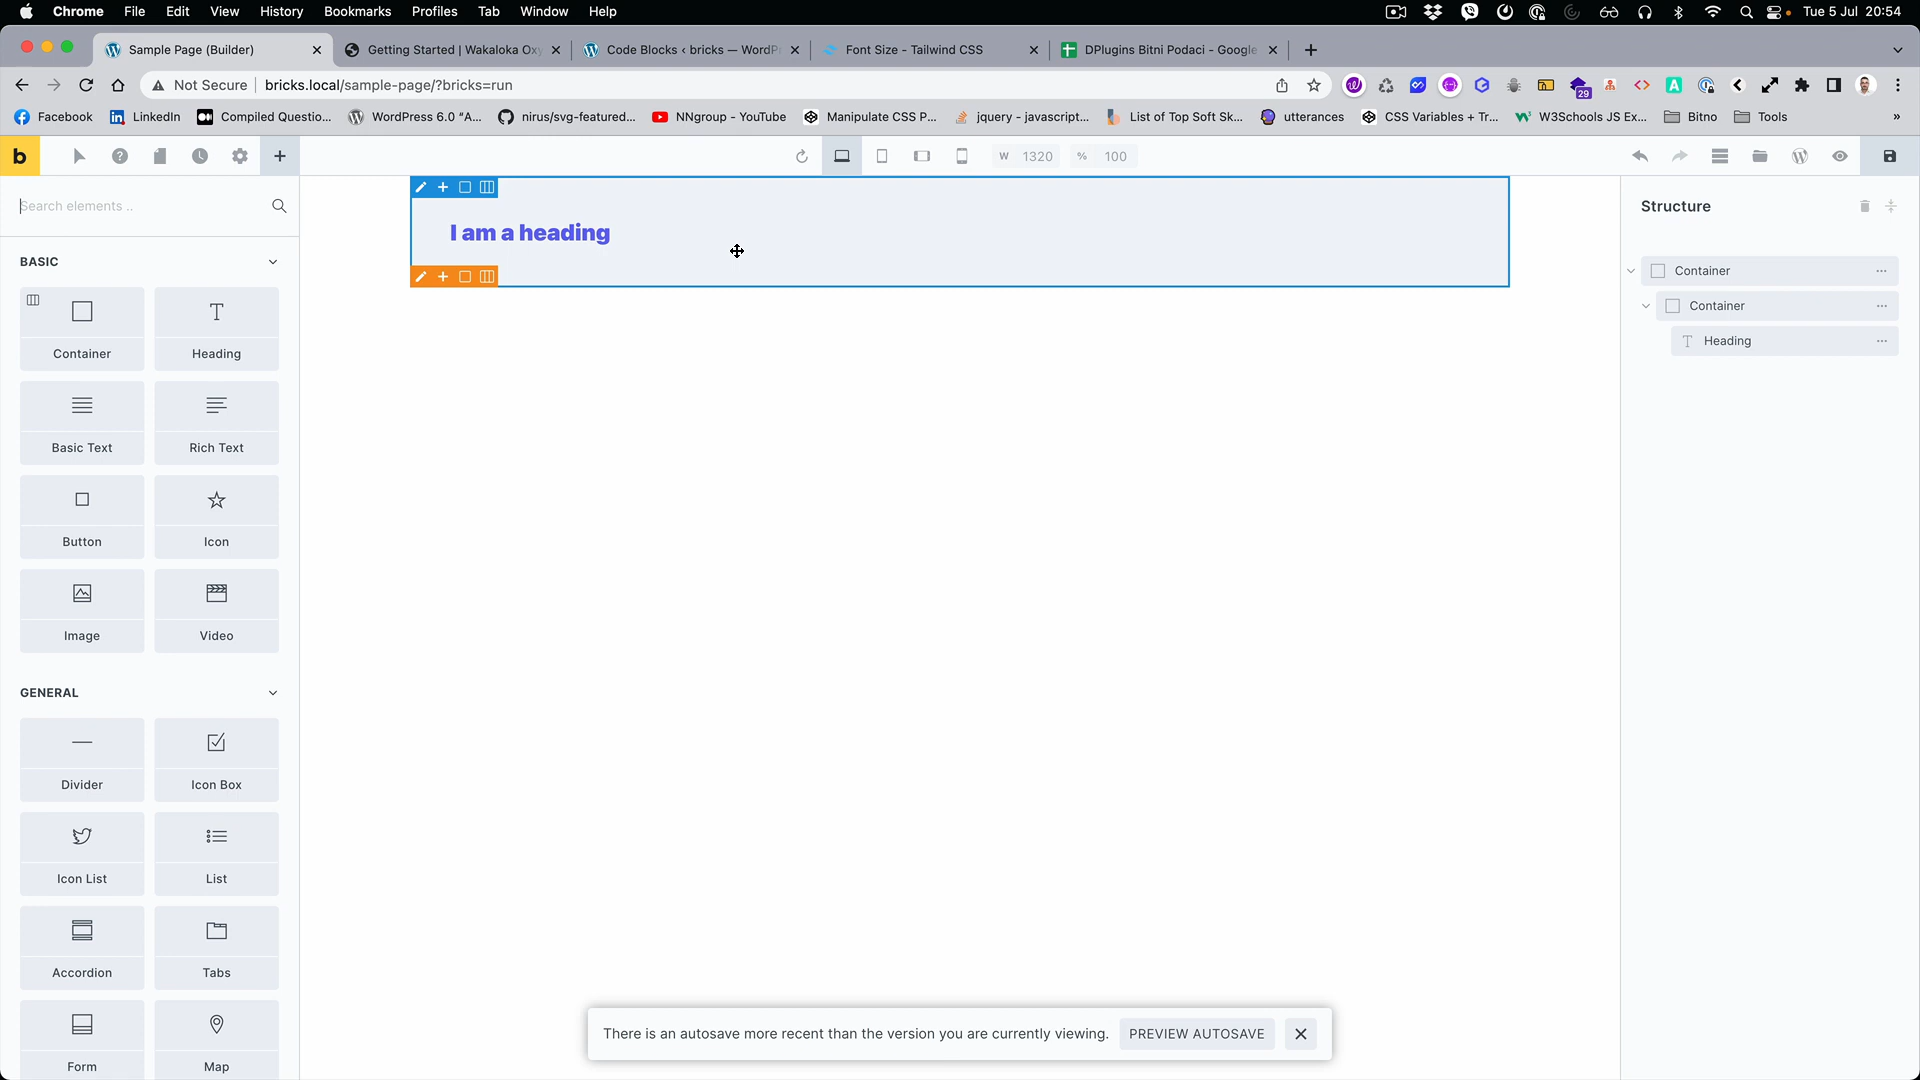 Chrome File Edit View History Bookmarks Profiles Tab Window Help Tue 5 Jul 20:54
Sample Page (Builder) Getting Started | Wakaloka Oxy Code Blocks ‹ bricks — WordP Font Size - Tailwind CSS DPlugins Bitni Podaci - Google
Not Secure bricks.local/sample-page/?bricks=run 29
Facebook LinkedIn Compiled Questio... WordPress 6.0 “A... nirus/svg-featured... NNgroup - YouTube Manipulate CSS P... jquery - javascript... List of Top Soft Sk... utterances CSS Variables + Tr... W3Schools JS Ex... Bitno Tools »
b W 1320 % 100
Search elements ..
Structure
I am a heading
BASIC
Container
Container
Heading
Container Heading
Basic Text Rich Text
Button Icon
Image Video
GENERAL
Divider Icon Box
Icon List List
Accordion Tabs
Form Map
There is an autosave more recent than the version you are currently viewing. PREVIEW AUTOSAVE